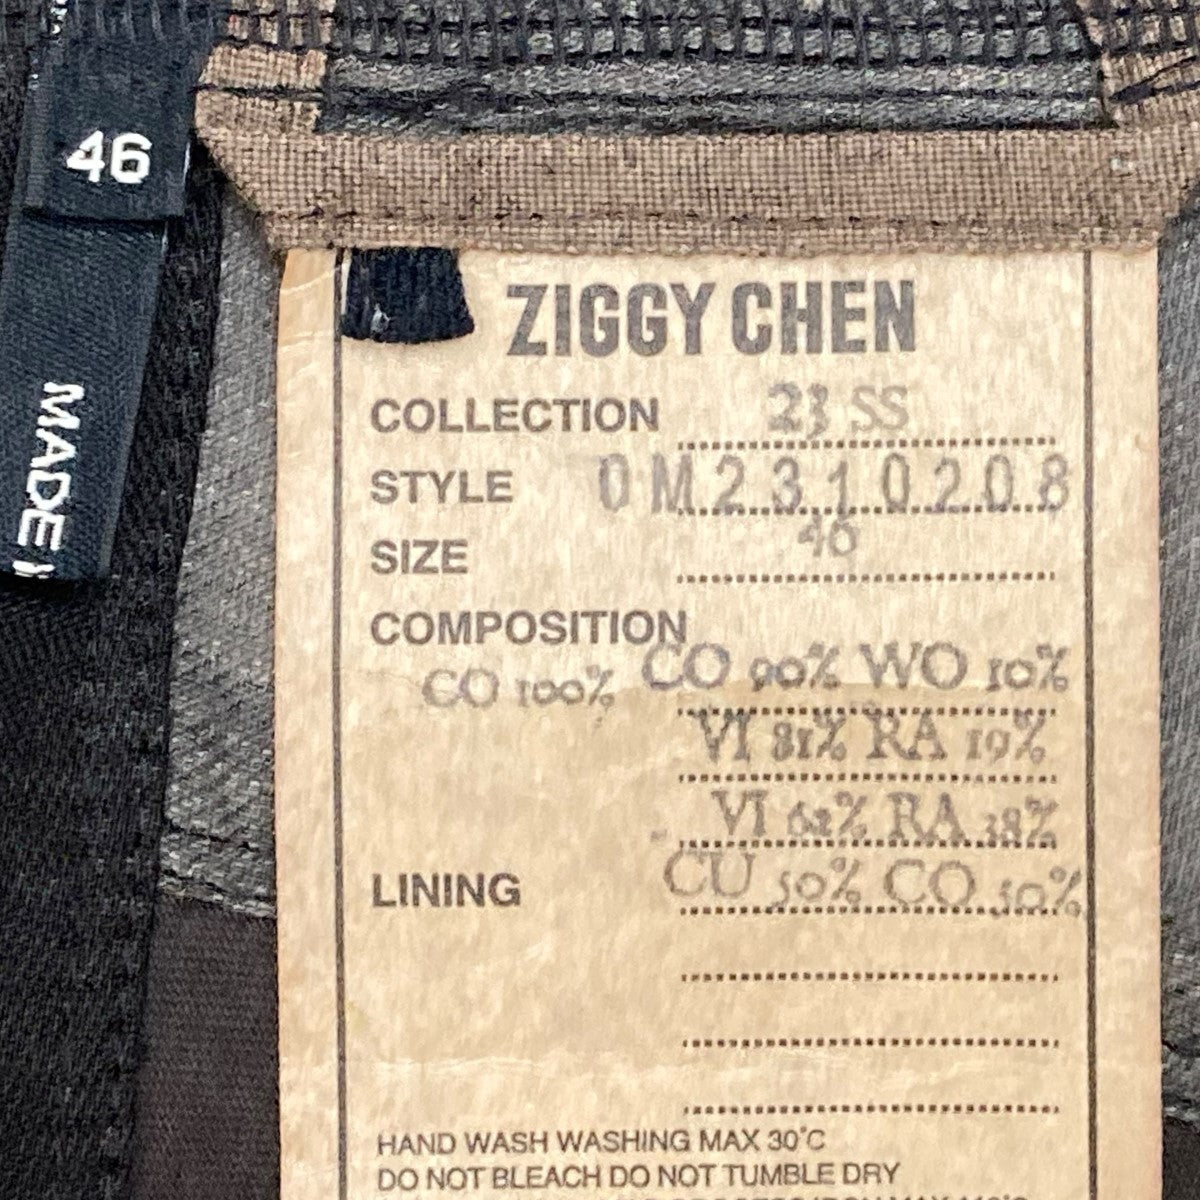 46
MADE
ZIGGY CHEN
COLLECTION 23 SS
STYLE 0M2310208
SIZE 46
COMPOSITION
CO 100% CO 90% WO 10%
VI 81% RA 19%
VI 62% RA 38%
LINING CU 50% CO 50%
HAND WASH WASHING MAX 30°C
DO NOT BLEACH DO NOT TUMBLE DRY